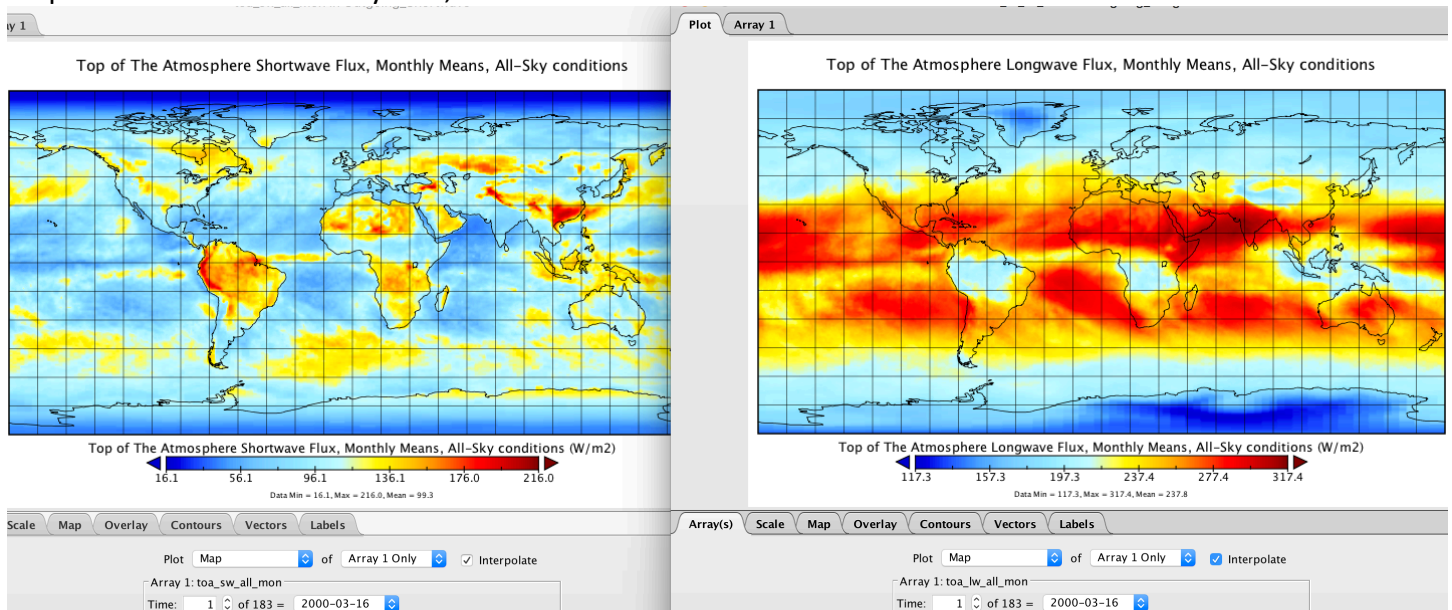 ay 1
Top of The Atmosphere Shortwave Flux, Monthly Means, All-Sky conditions
Top of The Atmosphere Shortwave Flux, Monthly Means, All-Sky conditions (W/m2)
16.1 56.1 96.1 136.1 176.0 216.0
Data Min = 16.1, Max = 216.0, Mean = 99.3
Scale Map Overlay Contours Vectors Labels
Plot Map of Array 1 Only Interpolate
Array 1: toa_sw_all_mon
Time: 1 of 183 = 2000-03-16
Plot Array 1
Top of The Atmosphere Longwave Flux, Monthly Means, All-Sky conditions
Top of The Atmosphere Longwave Flux, Monthly Means, All-Sky conditions (W/m2)
117.3 157.3 197.3 237.4 277.4 317.4
Data Min = 117.3, Max = 317.4, Mean = 237.8
Array(s) Scale Map Overlay Contours Vectors Labels
Plot Map of Array 1 Only Interpolate
Array 1: toa_lw_all_mon
Time: 1 of 183 = 2000-03-16